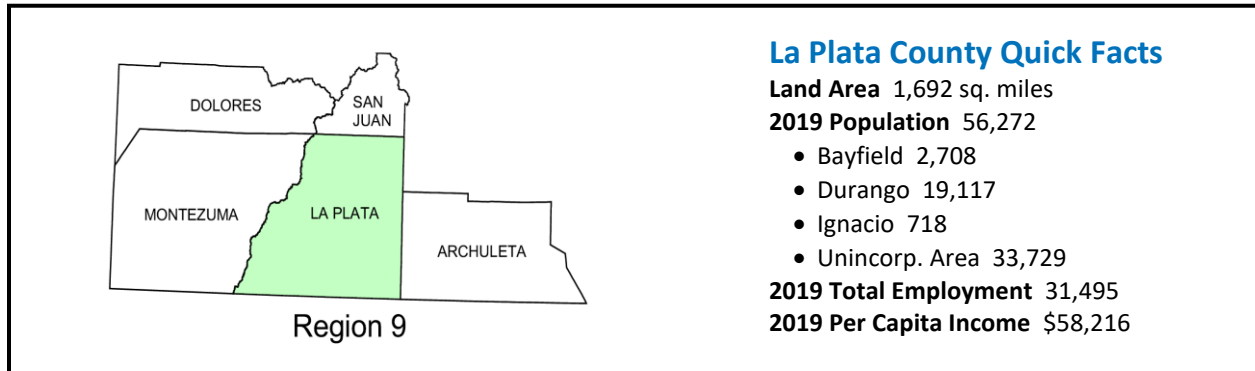 DOLORES
SAN
JUAN
MONTEZUMA
LA PLATA
ARCHULETA
Region 9
La Plata County Quick Facts
Land Area 1,692 sq. miles
2019 Population 56,272
• Bayfield 2,708
• Durango 19,117
• Ignacio 718
• Unincorp. Area 33,729
2019 Total Employment 31,495
2019 Per Capita Income $58,216